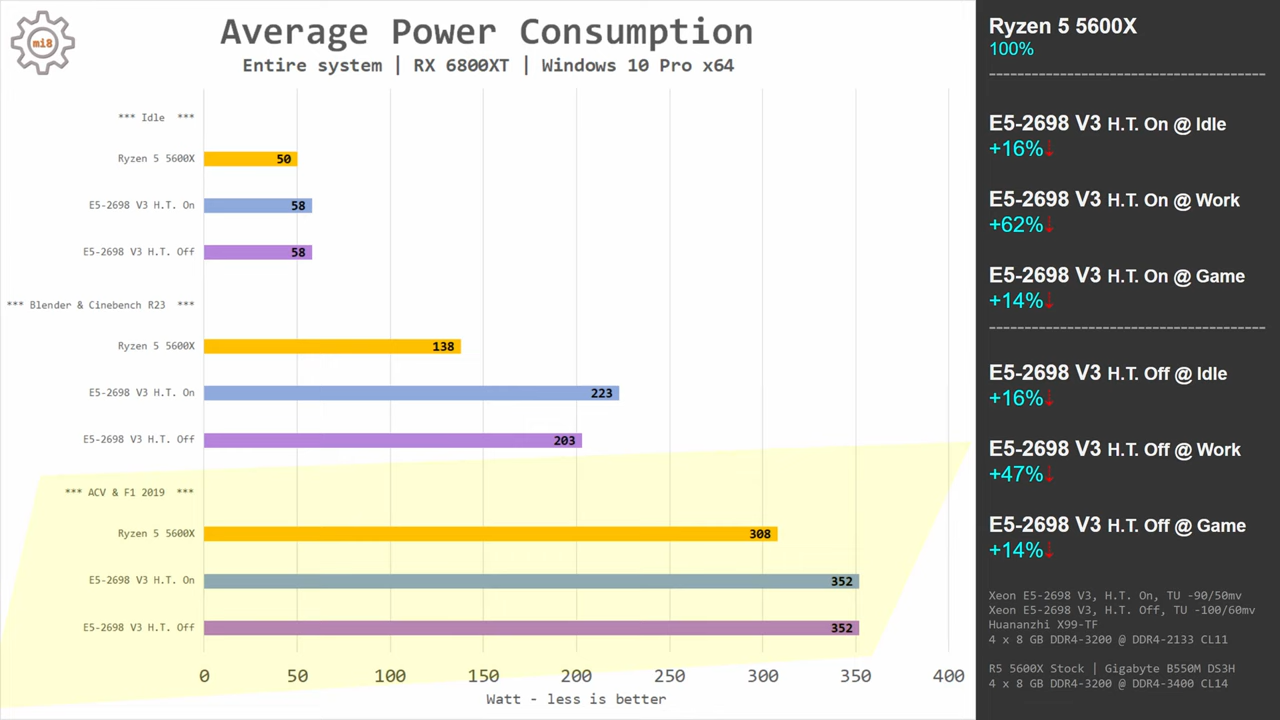 mi8
Average Power Consumption
Entire system | RX 6800XT | Windows 10 Pro x64
*** Idle ***
Ryzen 5 5600X
50
E5-2698 V3 H.T. On
58
E5-2698 V3 H.T. Off
58
*** Blender & Cinebench R23 ***
Ryzen 5 5600X
138
E5-2698 V3 H.T. On
223
E5-2698 V3 H.T. Off
203
*** ACV & F1 2019 ***
Ryzen 5 5600X
308
E5-2698 V3 H.T. On
352
E5-2698 V3 H.T. Off
352
0 50 100 150 200 250 300 350 400
Watt - less is better
Ryzen 5 5600X
100%
E5-2698 V3 H.T. On @ Idle
+16%↓
E5-2698 V3 H.T. On @ Work
+62%↓
E5-2698 V3 H.T. On @ Game
+14%↓
E5-2698 V3 H.T. Off @ Idle
+16%↓
E5-2698 V3 H.T. Off @ Work
+47%↓
E5-2698 V3 H.T. Off @ Game
+14%↓
Xeon E5-2698 V3, H.T. On, TU -90/50mv
Xeon E5-2698 V3, H.T. Off, TU -100/60mv
Huananzhi X99-TF
4 x 8 GB DDR4-3200 @ DDR4-2133 CL11
R5 5600X Stock | Gigabyte B550M DS3H
4 x 8 GB DDR4-3200 @ DDR4-3400 CL14